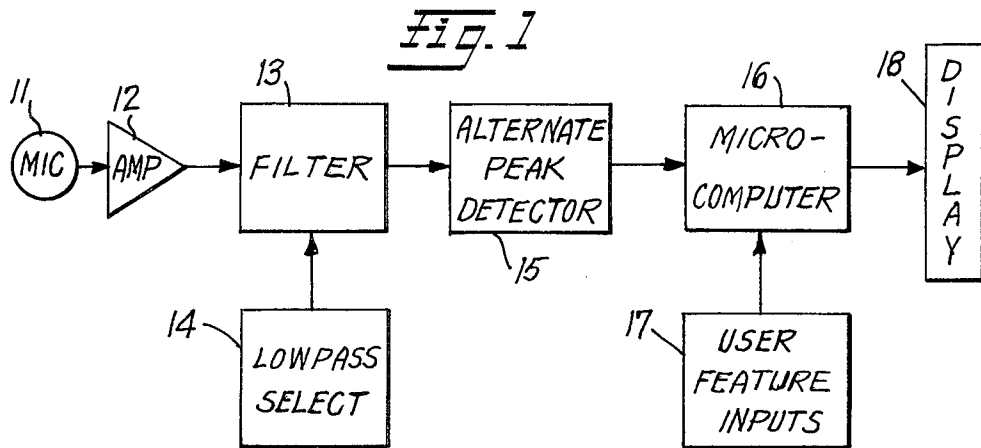 Fig. 1
11
MIC
12
AMP
13
FILTER
14
LOWPASS
SELECT
ALTERNATE
PEAK
DETECTOR
15
16
MICRO-
COMPUTER
17
USER
FEATURE
INPUTS
18
DISPLAY